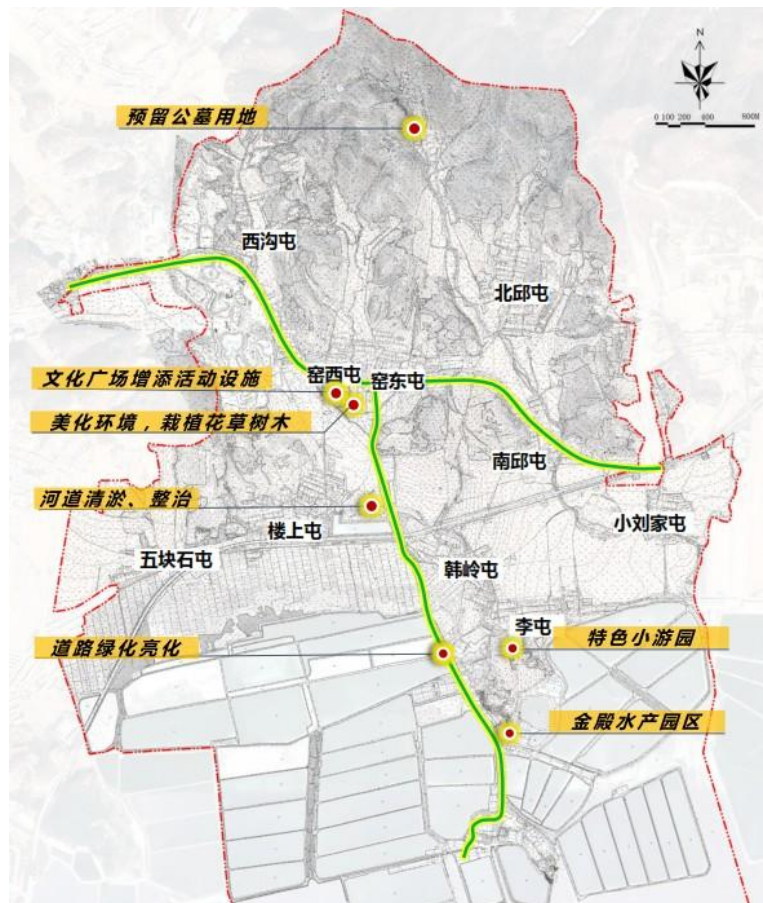 N
0 100 200 400 800M
预留公墓用地
西沟屯
北邱屯
文化广场增添活动设施
窑西屯
窑东屯
美化环境，栽植花草树木
南邱屯
河道清淤、整治
小刘家屯
楼上屯
五块石屯
韩岭屯
李屯
道路绿化亮化
特色小游园
金殿水产园区